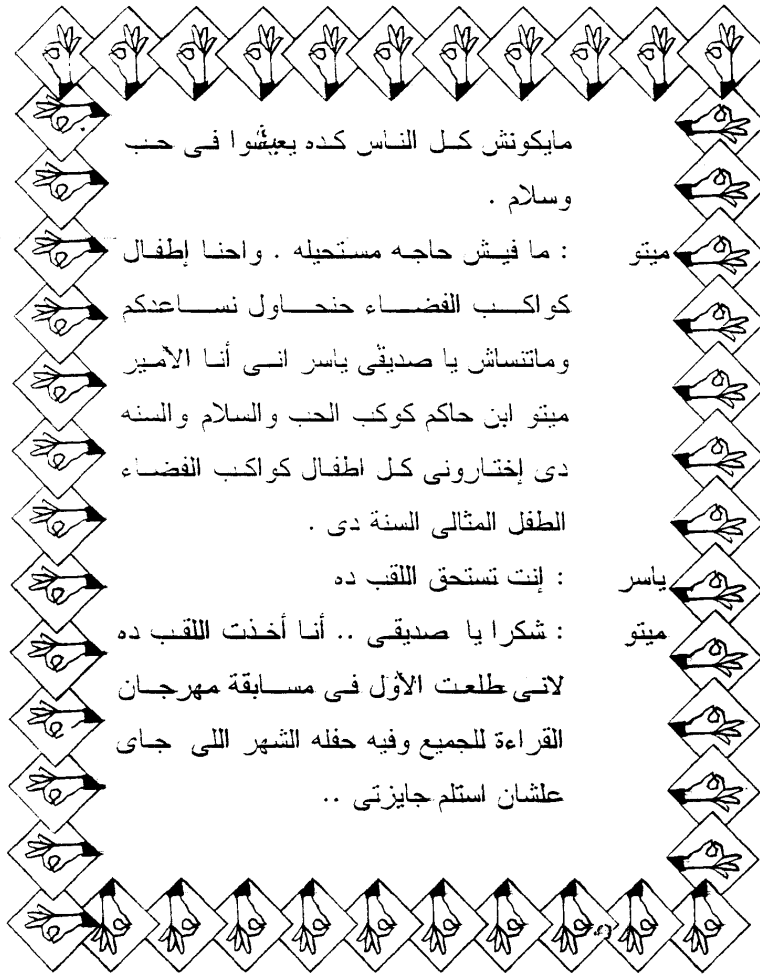 مايكونش كل الناس كده يعيشوا فى حب
وسلام .
ميتو : ما فيش حاجه مستحيله . واحنا إطفال
كواكب الفضاء حنحاول نساعدكم
وماتنساش يا صديقى ياسر انى أنا الأمير
ميتو ابن حاكم كوكب الحب والسلام والسنه
دى إختارونى كل اطفال كواكب الفضاء
الطفل المثالى السنة دى .
ياسر : إنت تستحق اللقب ده
ميتو : شكرا يا صديقى .. أنا أخذت اللقب ده
لانى طلعت الأول فى مسابقة مهرجان
القراءة للجميع وفيه حفله الشهر اللى جاى
علشان استلم جايزتى ..